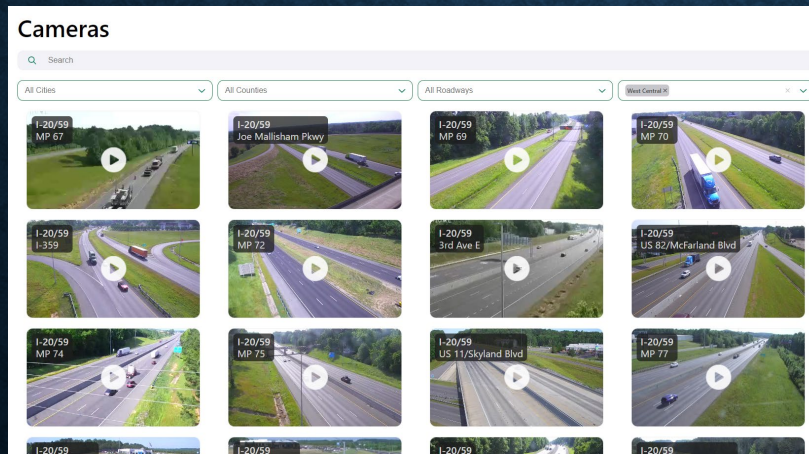 Cameras
Search
All Cities
All Counties
All Roadways
West Central ×
I-20/59
MP 67
I-20/59
Joe Mallisham Pkwy
I-20/59
MP 69
I-20/59
MP 70
I-20/59
I-359
I-20/59
MP 72
I-20/59
3rd Ave E
I-20/59
US 82/McFarland Blvd
I-20/59
MP 74
I-20/59
MP 75
I-20/59
US 11/Skyland Blvd
I-20/59
MP 77
I-20/59
I-20/59
I-20/59
I-20/59